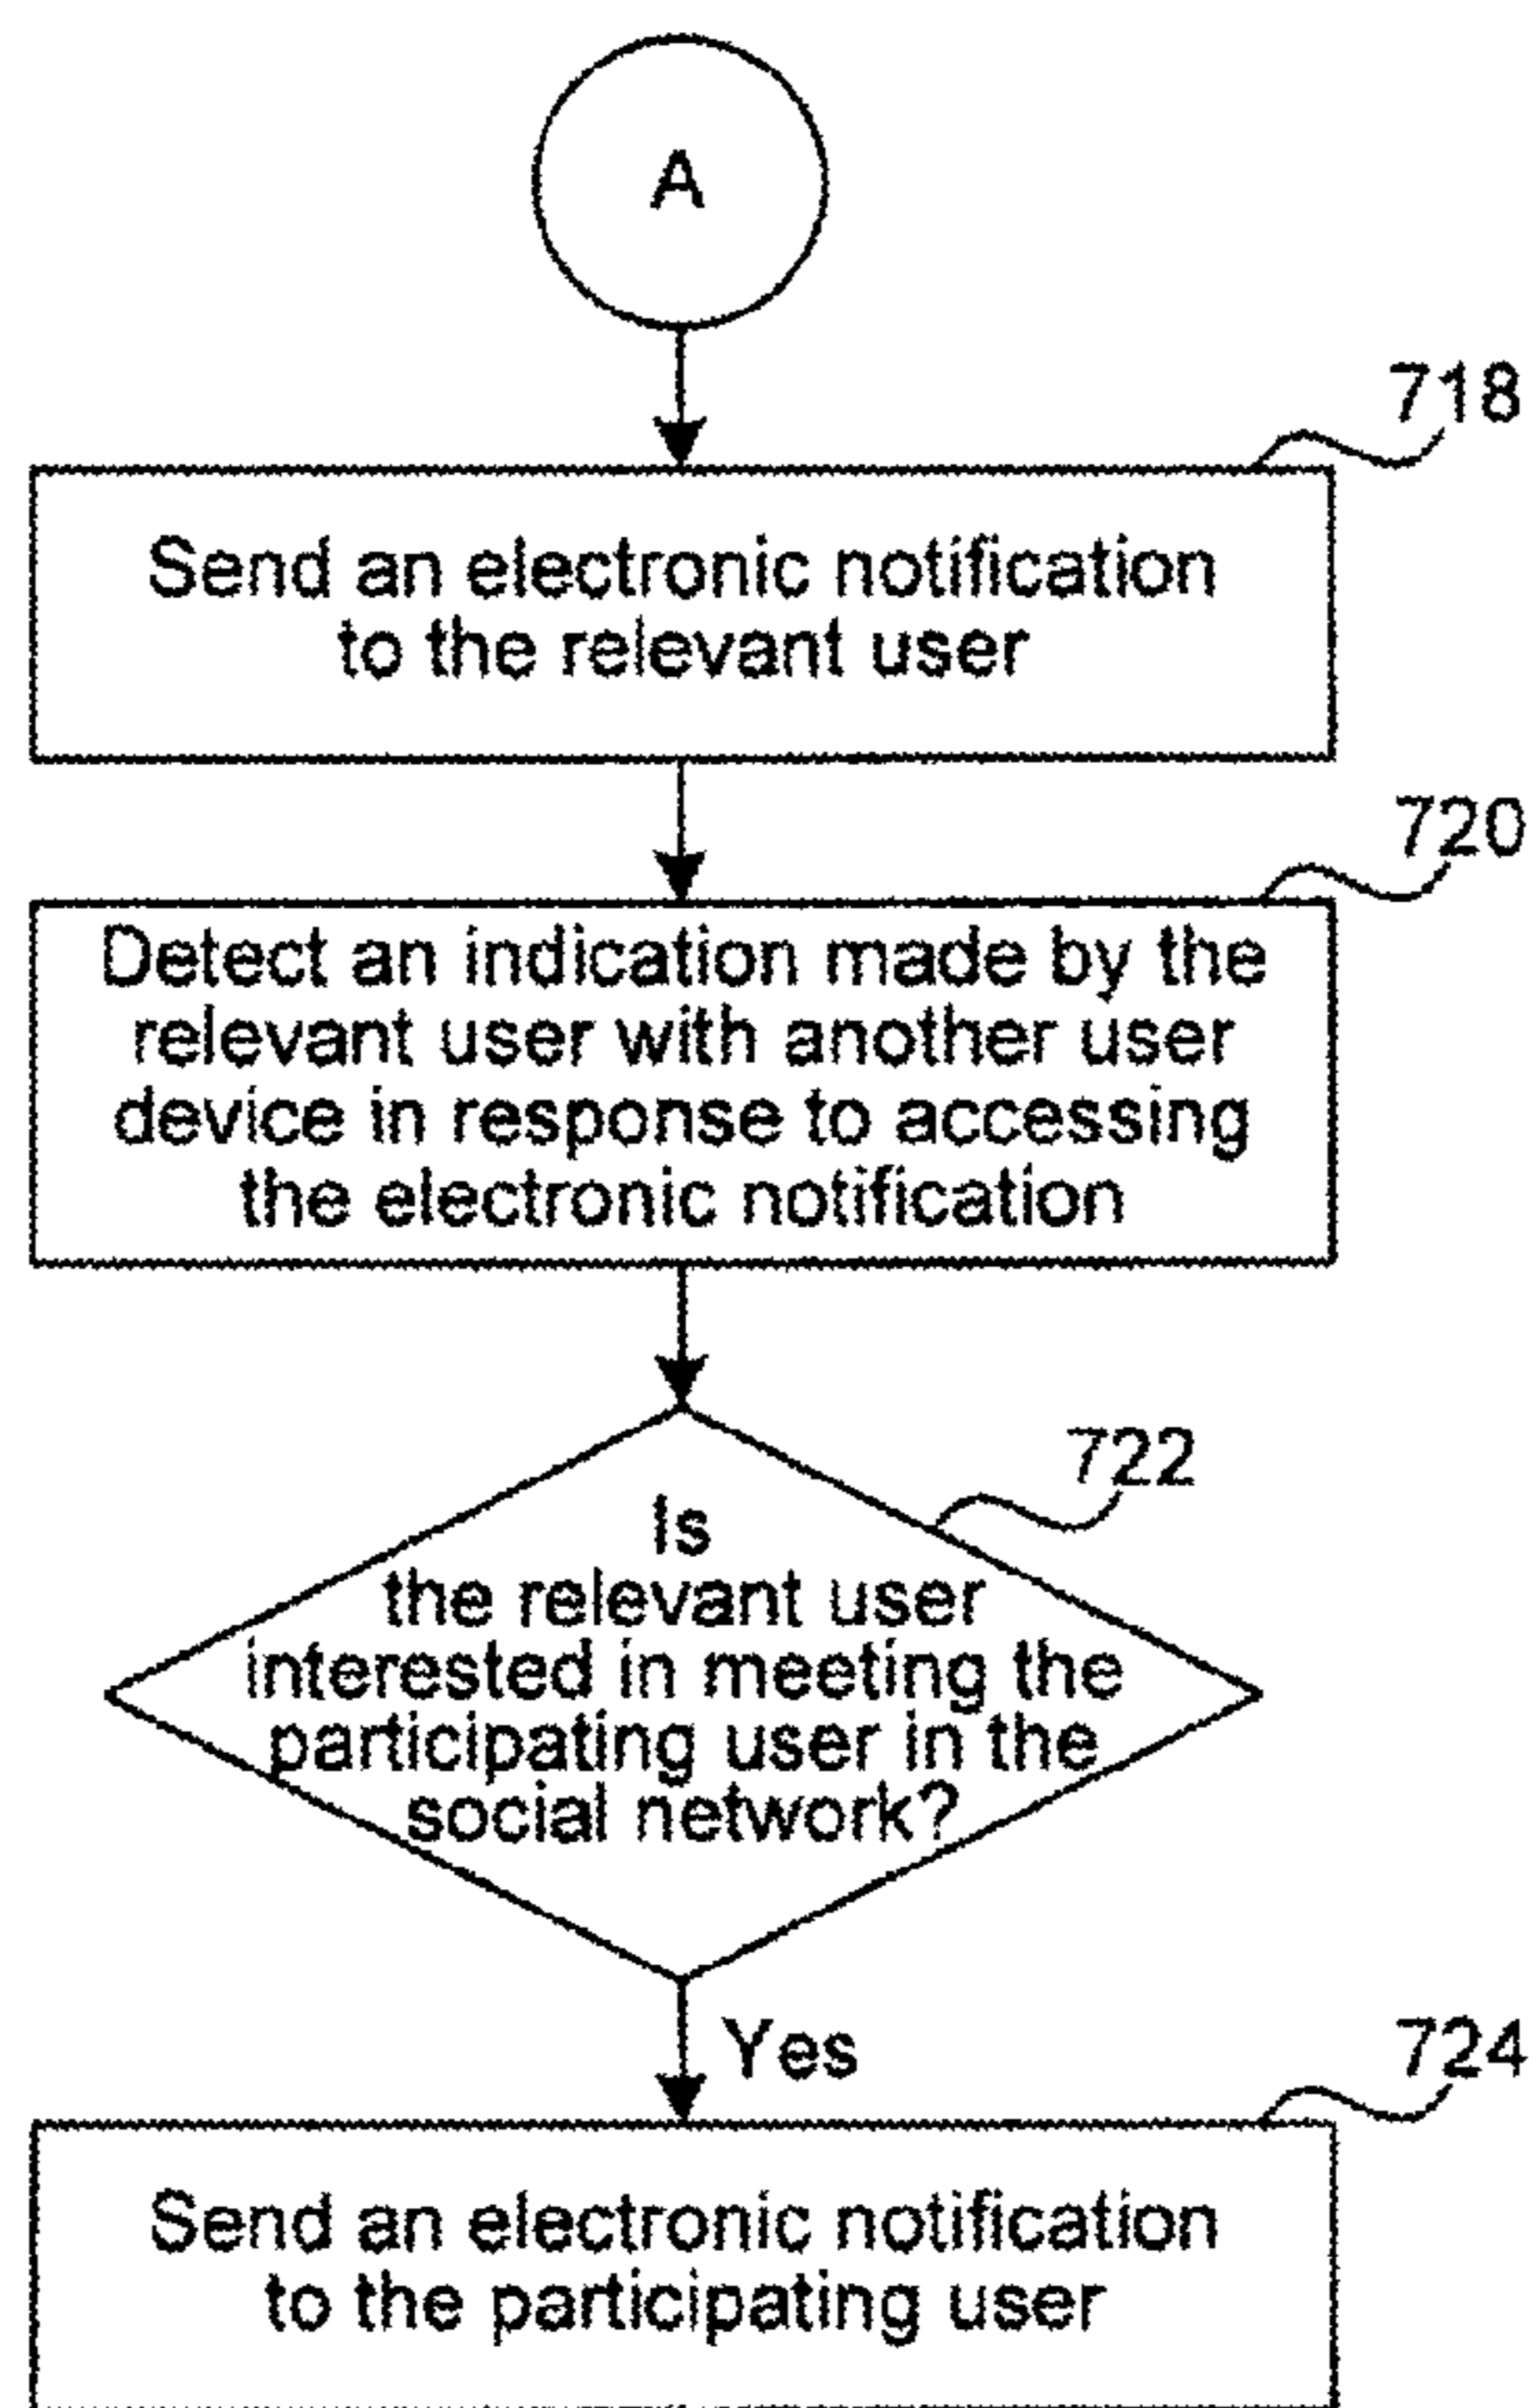 A
718
Send an electronic notification
to the relevant user
720
Detect an indication made by the
relevant user with another user
device in response to accessing
the electronic notification
722
Is
the relevant user
interested in meeting the
participating user in the
social network?
Yes
724
Send an electronic notification
to the participating user